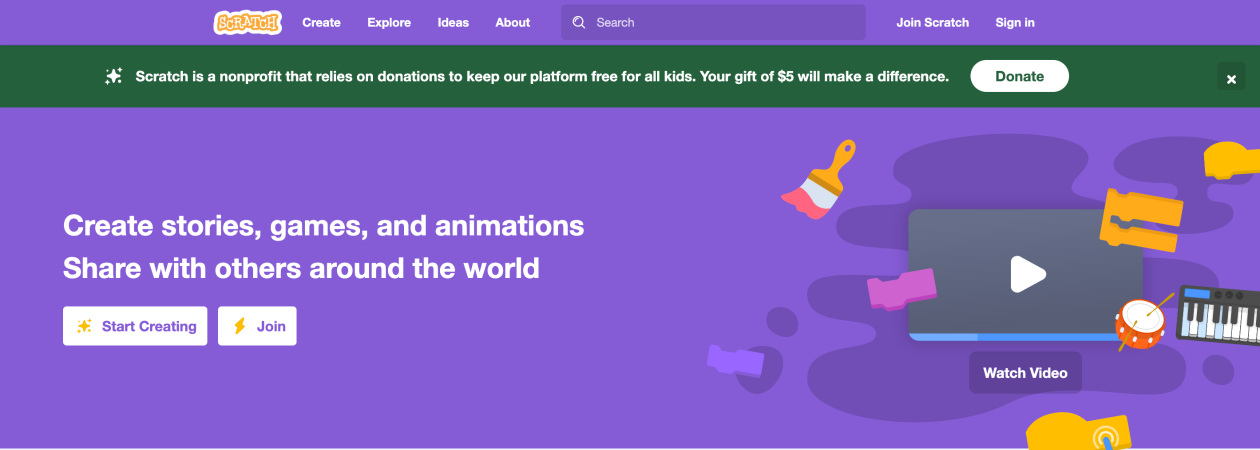 SCRATCH Create Explore Ideas About Search Join Scratch Sign in
Scratch is a nonprofit that relies on donations to keep our platform free for all kids. Your gift of $5 will make a difference. Donate
Create stories, games, and animations
Share with others around the world
Start Creating Join
Watch Video